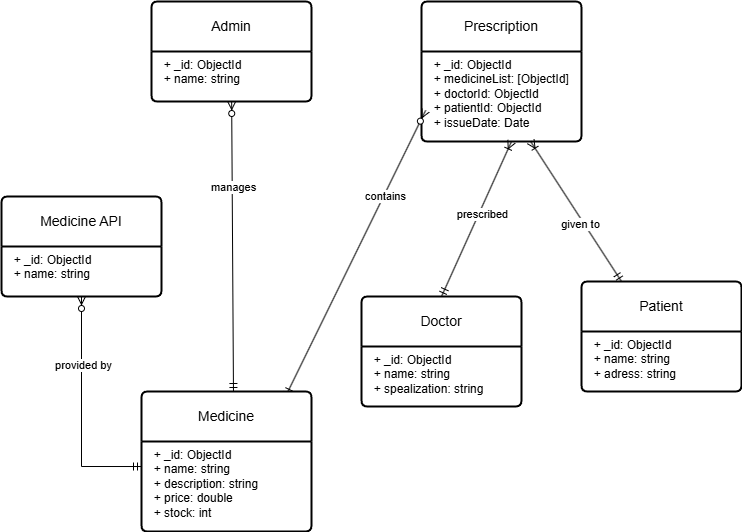 Admin
+ _id: ObjectId
+ name: string
Prescription
+ _id: ObjectId
+ medicineList: [ObjectId]
+ doctorId: ObjectId
+ patientId: ObjectId
+ issueDate: Date
manages
contains
Medicine API
+ _id: ObjectId
+ name: string
prescribed
given to
provided by
Doctor
+ _id: ObjectId
+ name: string
+ spealization: string
Patient
+ _id: ObjectId
+ name: string
+ adress: string
Medicine
+ _id: ObjectId
+ name: string
+ description: string
+ price: double
+ stock: int